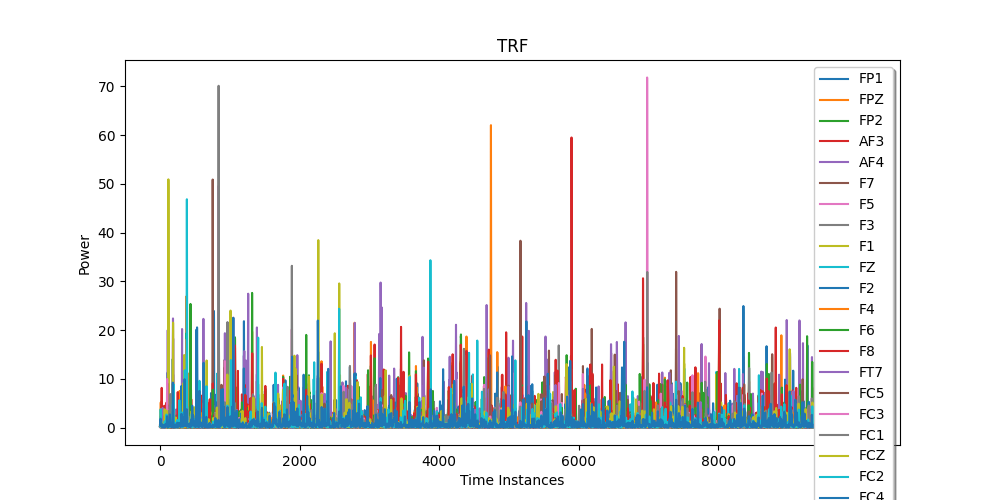 TRF
Power
70
60
50
40
30
20
10
0
0
2000
4000
6000
8000
Time Instances
FP1
FPZ
FP2
AF3
AF4
F7
F5
F3
F1
FZ
F2
F4
F6
F8
FT7
FC5
FC3
FC1
FCZ
FC2
FC4